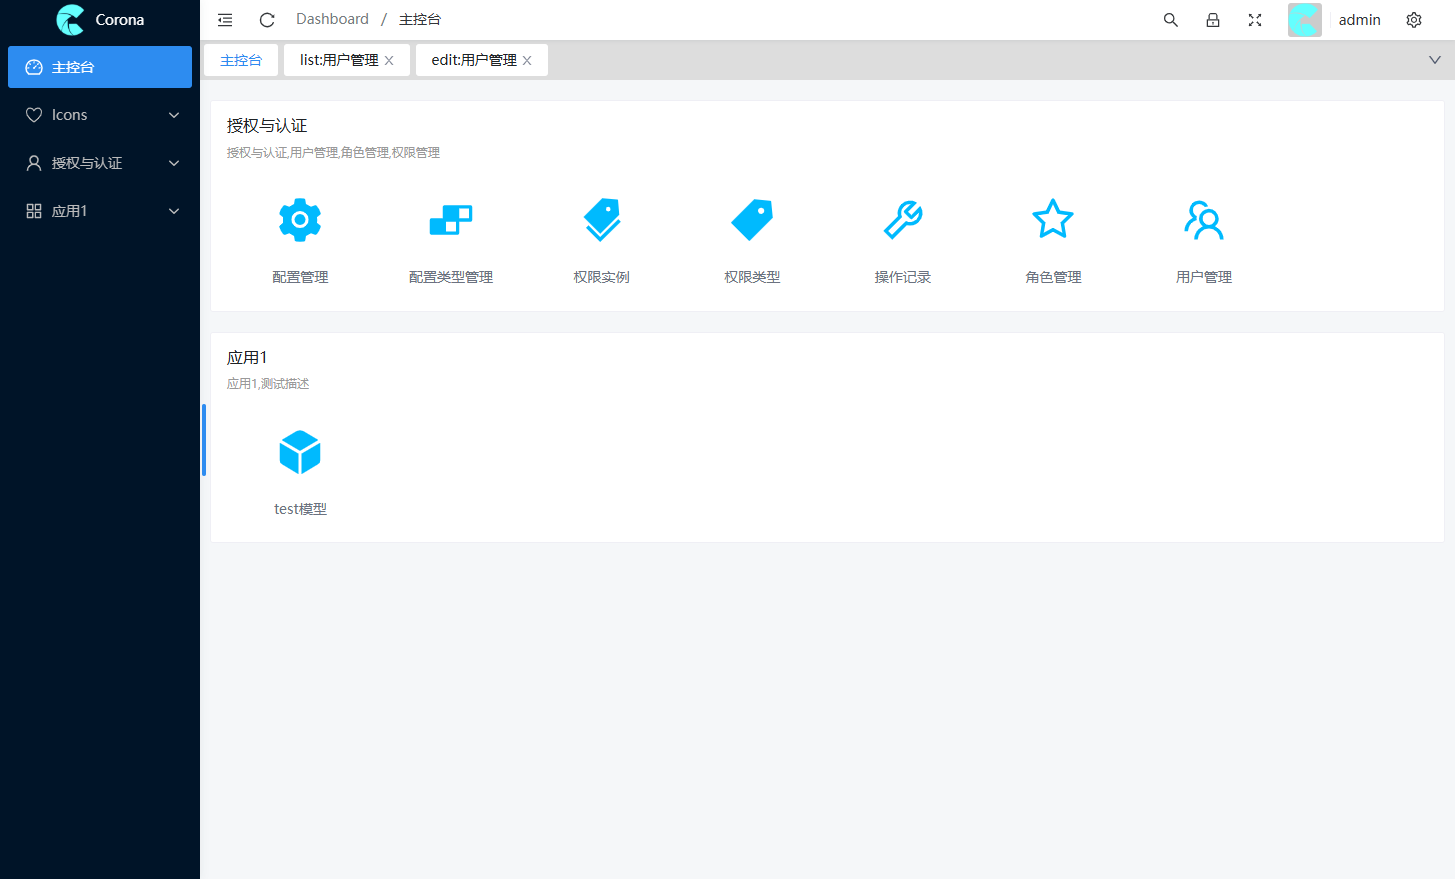 Corona
Dashboard / 主控台
admin
主控台
list:用户管理
edit:用户管理
主控台
Icons
授权与认证
应用1
授权与认证
授权与认证,用户管理,角色管理,权限管理
配置管理
配置类型管理
权限实例
权限类型
操作记录
角色管理
用户管理
应用1
应用1,测试描述
test模型